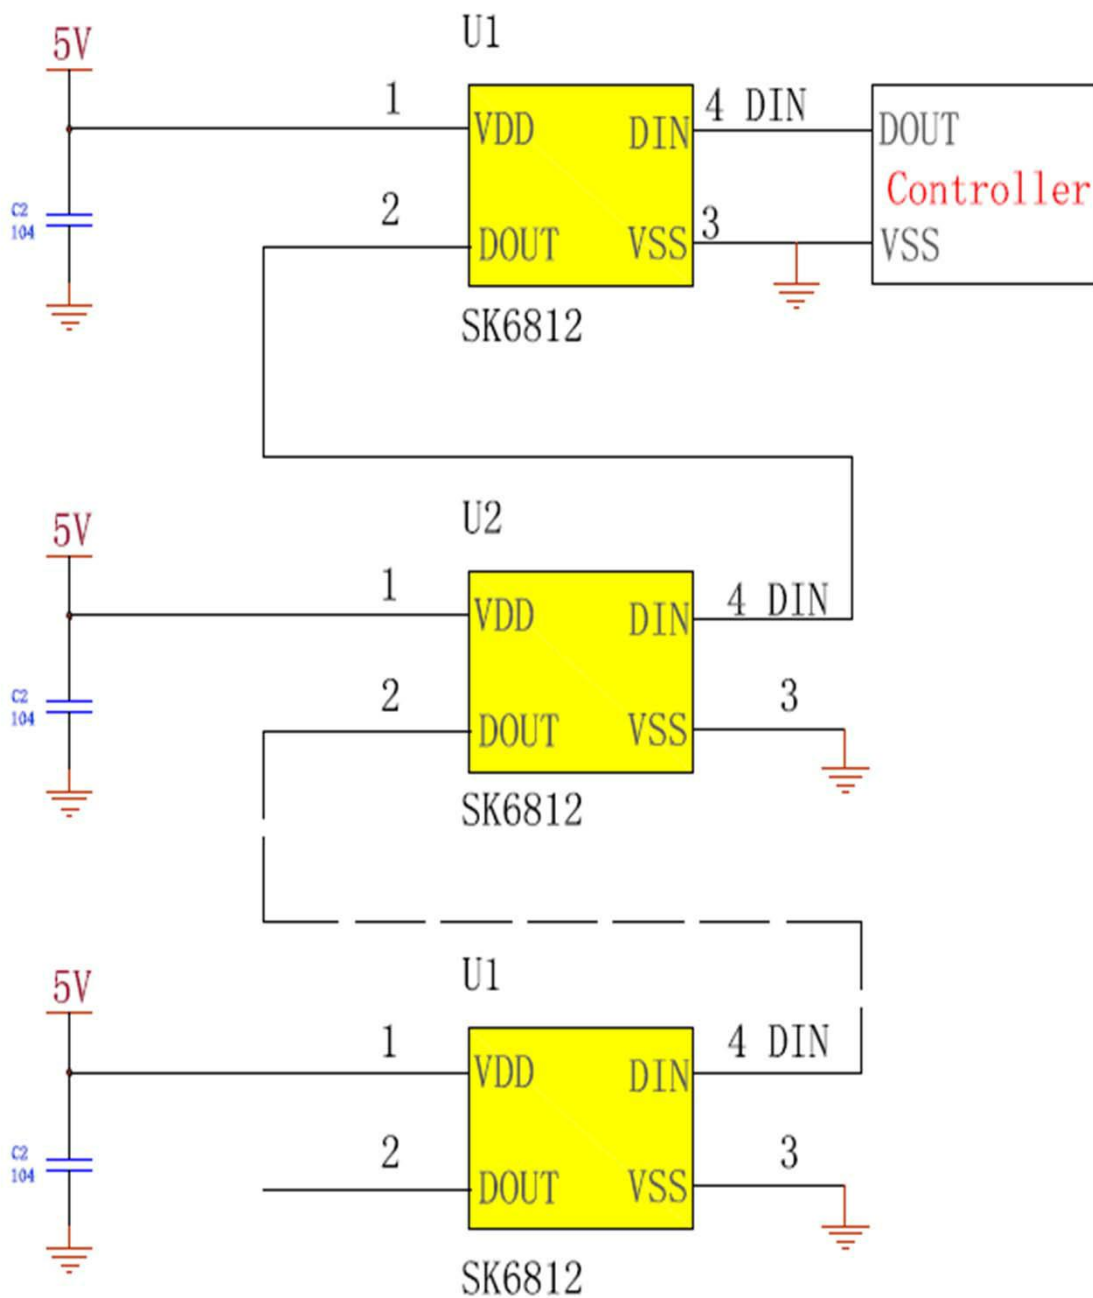 U1
5V
1
4 DIN
VDD
DIN
DOUT
Controller
C2
104
2
3
DOUT
VSS
VSS
SK6812
U2
5V
1
4 DIN
VDD
DIN
C2
104
2
3
DOUT
VSS
SK6812
U1
5V
1
4 DIN
VDD
DIN
C2
104
2
3
DOUT
VSS
SK6812